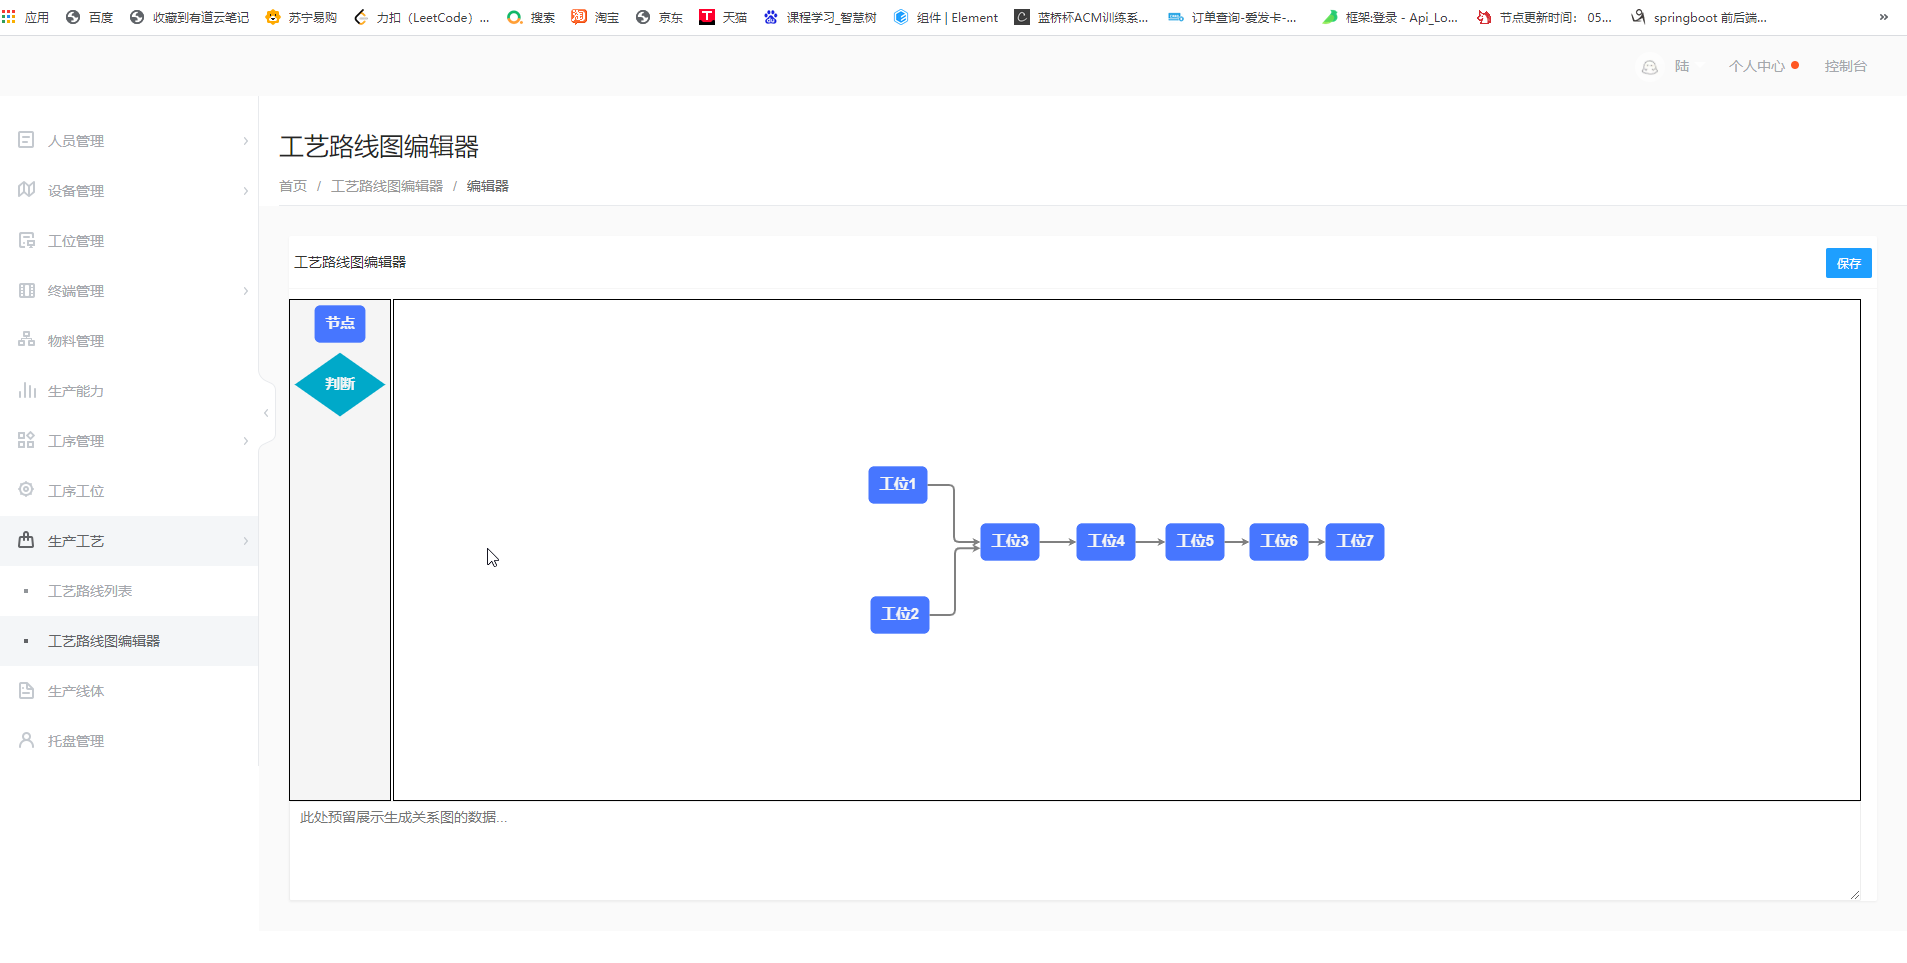 应用 百度 收藏到有道云笔记 苏宁易购 力扣（LeetCode）... 搜索 淘宝 京东 天猫 课程学习_智慧树 组件 | Element 蓝桥杯ACM训练系... 订单查询-爱发卡-... 框架:登录 - Api_Lo... 节点更新时间： 05... springboot 前后端... »
陆 个人中心 控制台
人员管理
设备管理
工位管理
终端管理
物料管理
生产能力
工序管理
工序工位
生产工艺
工艺路线列表
工艺路线图编辑器
生产线体
托盘管理
工艺路线图编辑器
首页 / 工艺路线图编辑器 / 编辑器
工艺路线图编辑器
保存
节点
判断
工位1
工位3 工位4 工位5 工位6 工位7
工位2
此处预留展示生成关系图的数据...